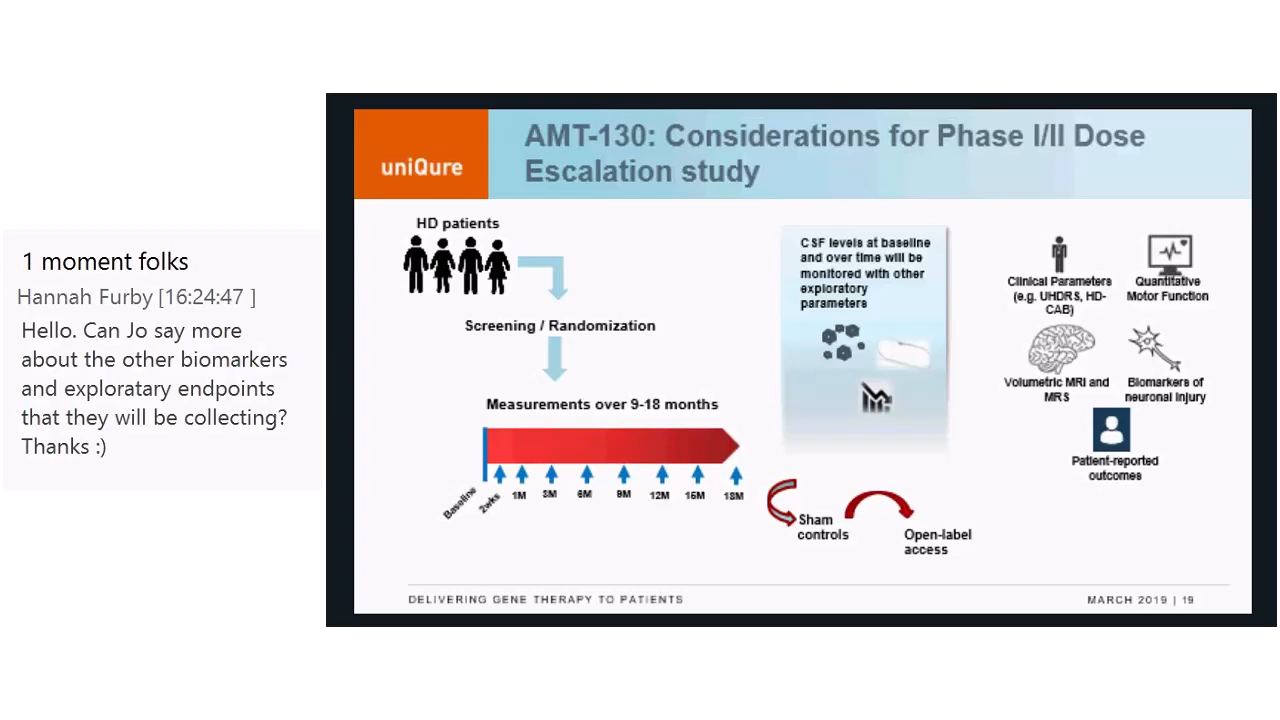 1 moment folks
Hannah Furby [16:24:47 ]
Hello. Can Jo say more
about the other biomarkers
and exploratary endpoints
that they will be collecting?
Thanks :)
uniQure
AMT-130: Considerations for Phase I/II Dose
Escalation study
HD patients
Screening / Randomization
Measurements over 9-18 months
Baseline
2wks
1M
3M
6M
9M
12M
15M
18M
CSF levels at baseline
and over time will be
monitored with other
exploratory
parameters
Sham
controls
Open-label
access
Clinical Parameters
(e.g. UHDRS, HD-
CAB)
Quantitative
Motor Function
Volumetric MRI and
MRS
Biomarkers of
neuronal injury
Patient-reported
outcomes
DELIVERING GENE THERAPY TO PATIENTS
MARCH 2019 | 19